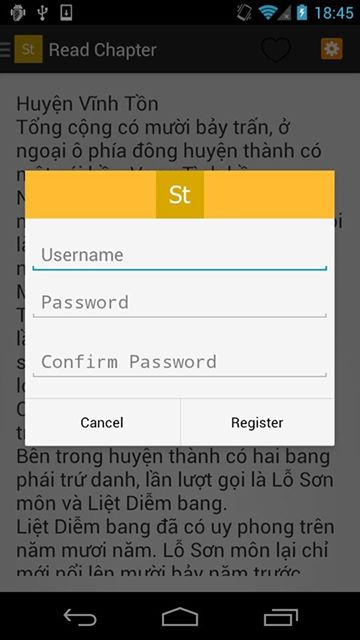 18:45
St Read Chapter
Huyện Vĩnh Tồn
Tổng cộng có mười bảy trấn, ở
ngoại ô phía đông huyện thành có
St
Username
Password
Confirm Password
Cancel Register
Bên trong huyện thành có hai bang
phái trứ danh, lần lượt gọi là Lỗ Sơn
môn và Liệt Diễm bang.
Liệt Diễm bang đã có uy phong trên
năm mươi năm. Lỗ Sơn môn lại chỉ
mới nổi lên mười bảy năm trước